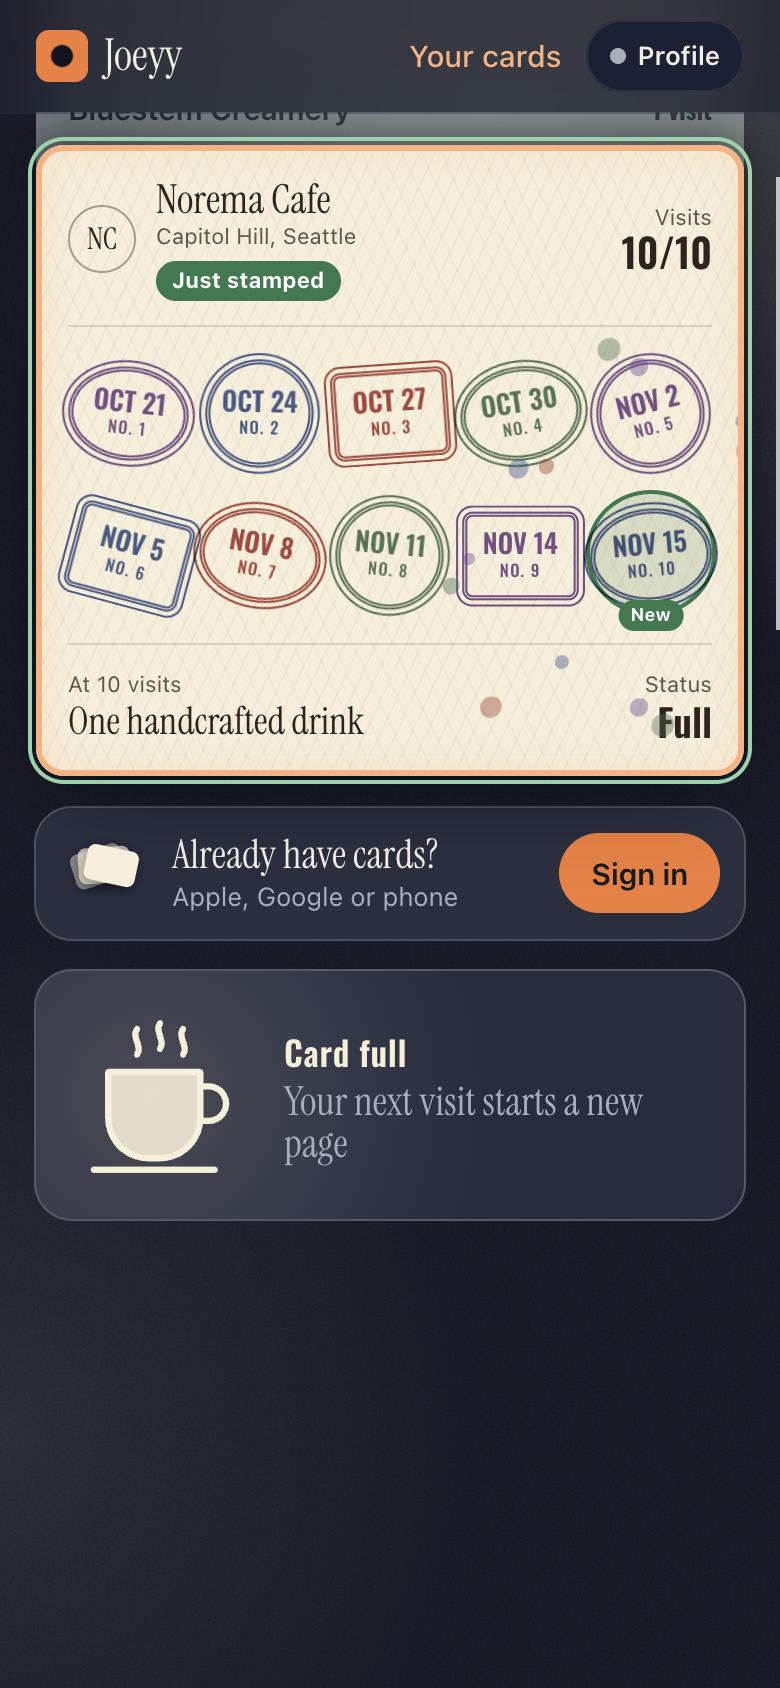 Joeyy
Your cards
Profile
Bluestem Creamery
1 visit
NC
Norema Cafe
Capitol Hill, Seattle
Just stamped
Visits
10/10
OCT 21
NO. 1
OCT 24
NO. 2
OCT 27
NO. 3
OCT 30
NO. 4
NOV 2
NO. 5
NOV 5
NO. 6
NOV 8
NO. 7
NOV 11
NO. 8
NOV 14
NO. 9
NOV 15
NO. 10
New
At 10 visits
One handcrafted drink
Status
Full
Already have cards?
Apple, Google or phone
Sign in
Card full
Your next visit starts a new
page